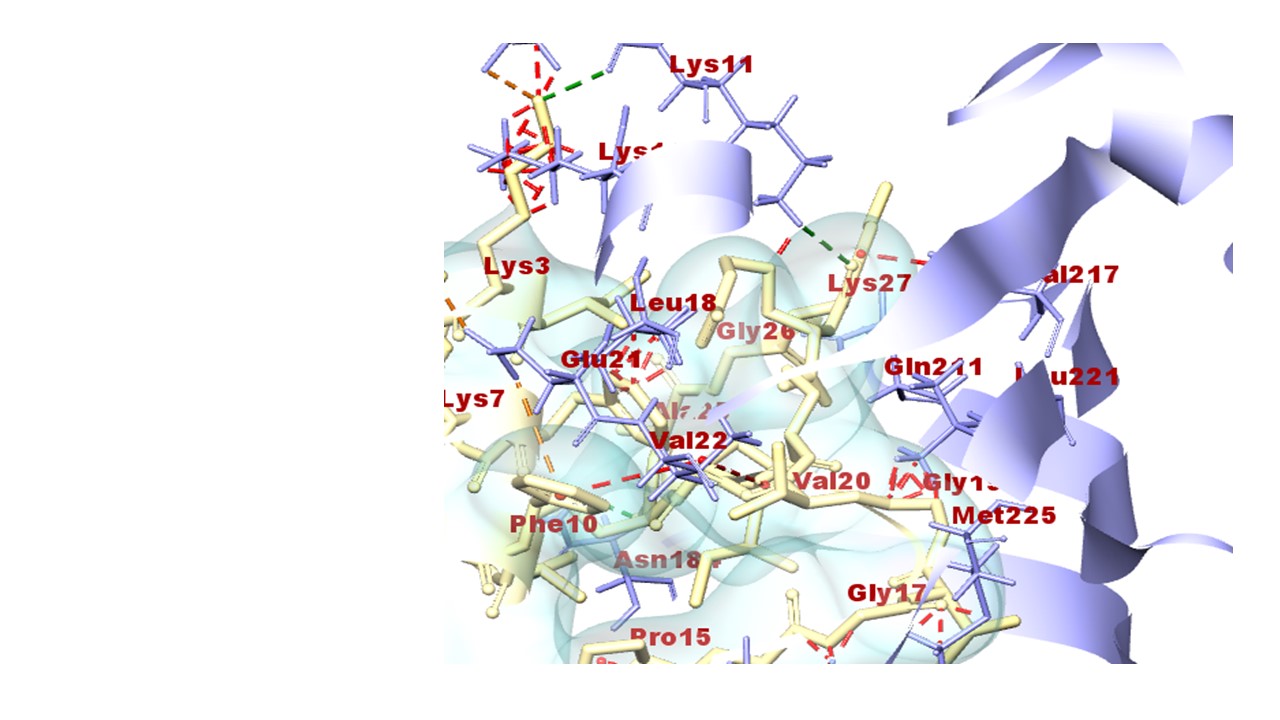 Lys11
Lys3
Lys27
Leu18
Gly26
Glu21
Gln211
Lys7
Val22
Val20
Met225
Phe10
Gly17
Pro15